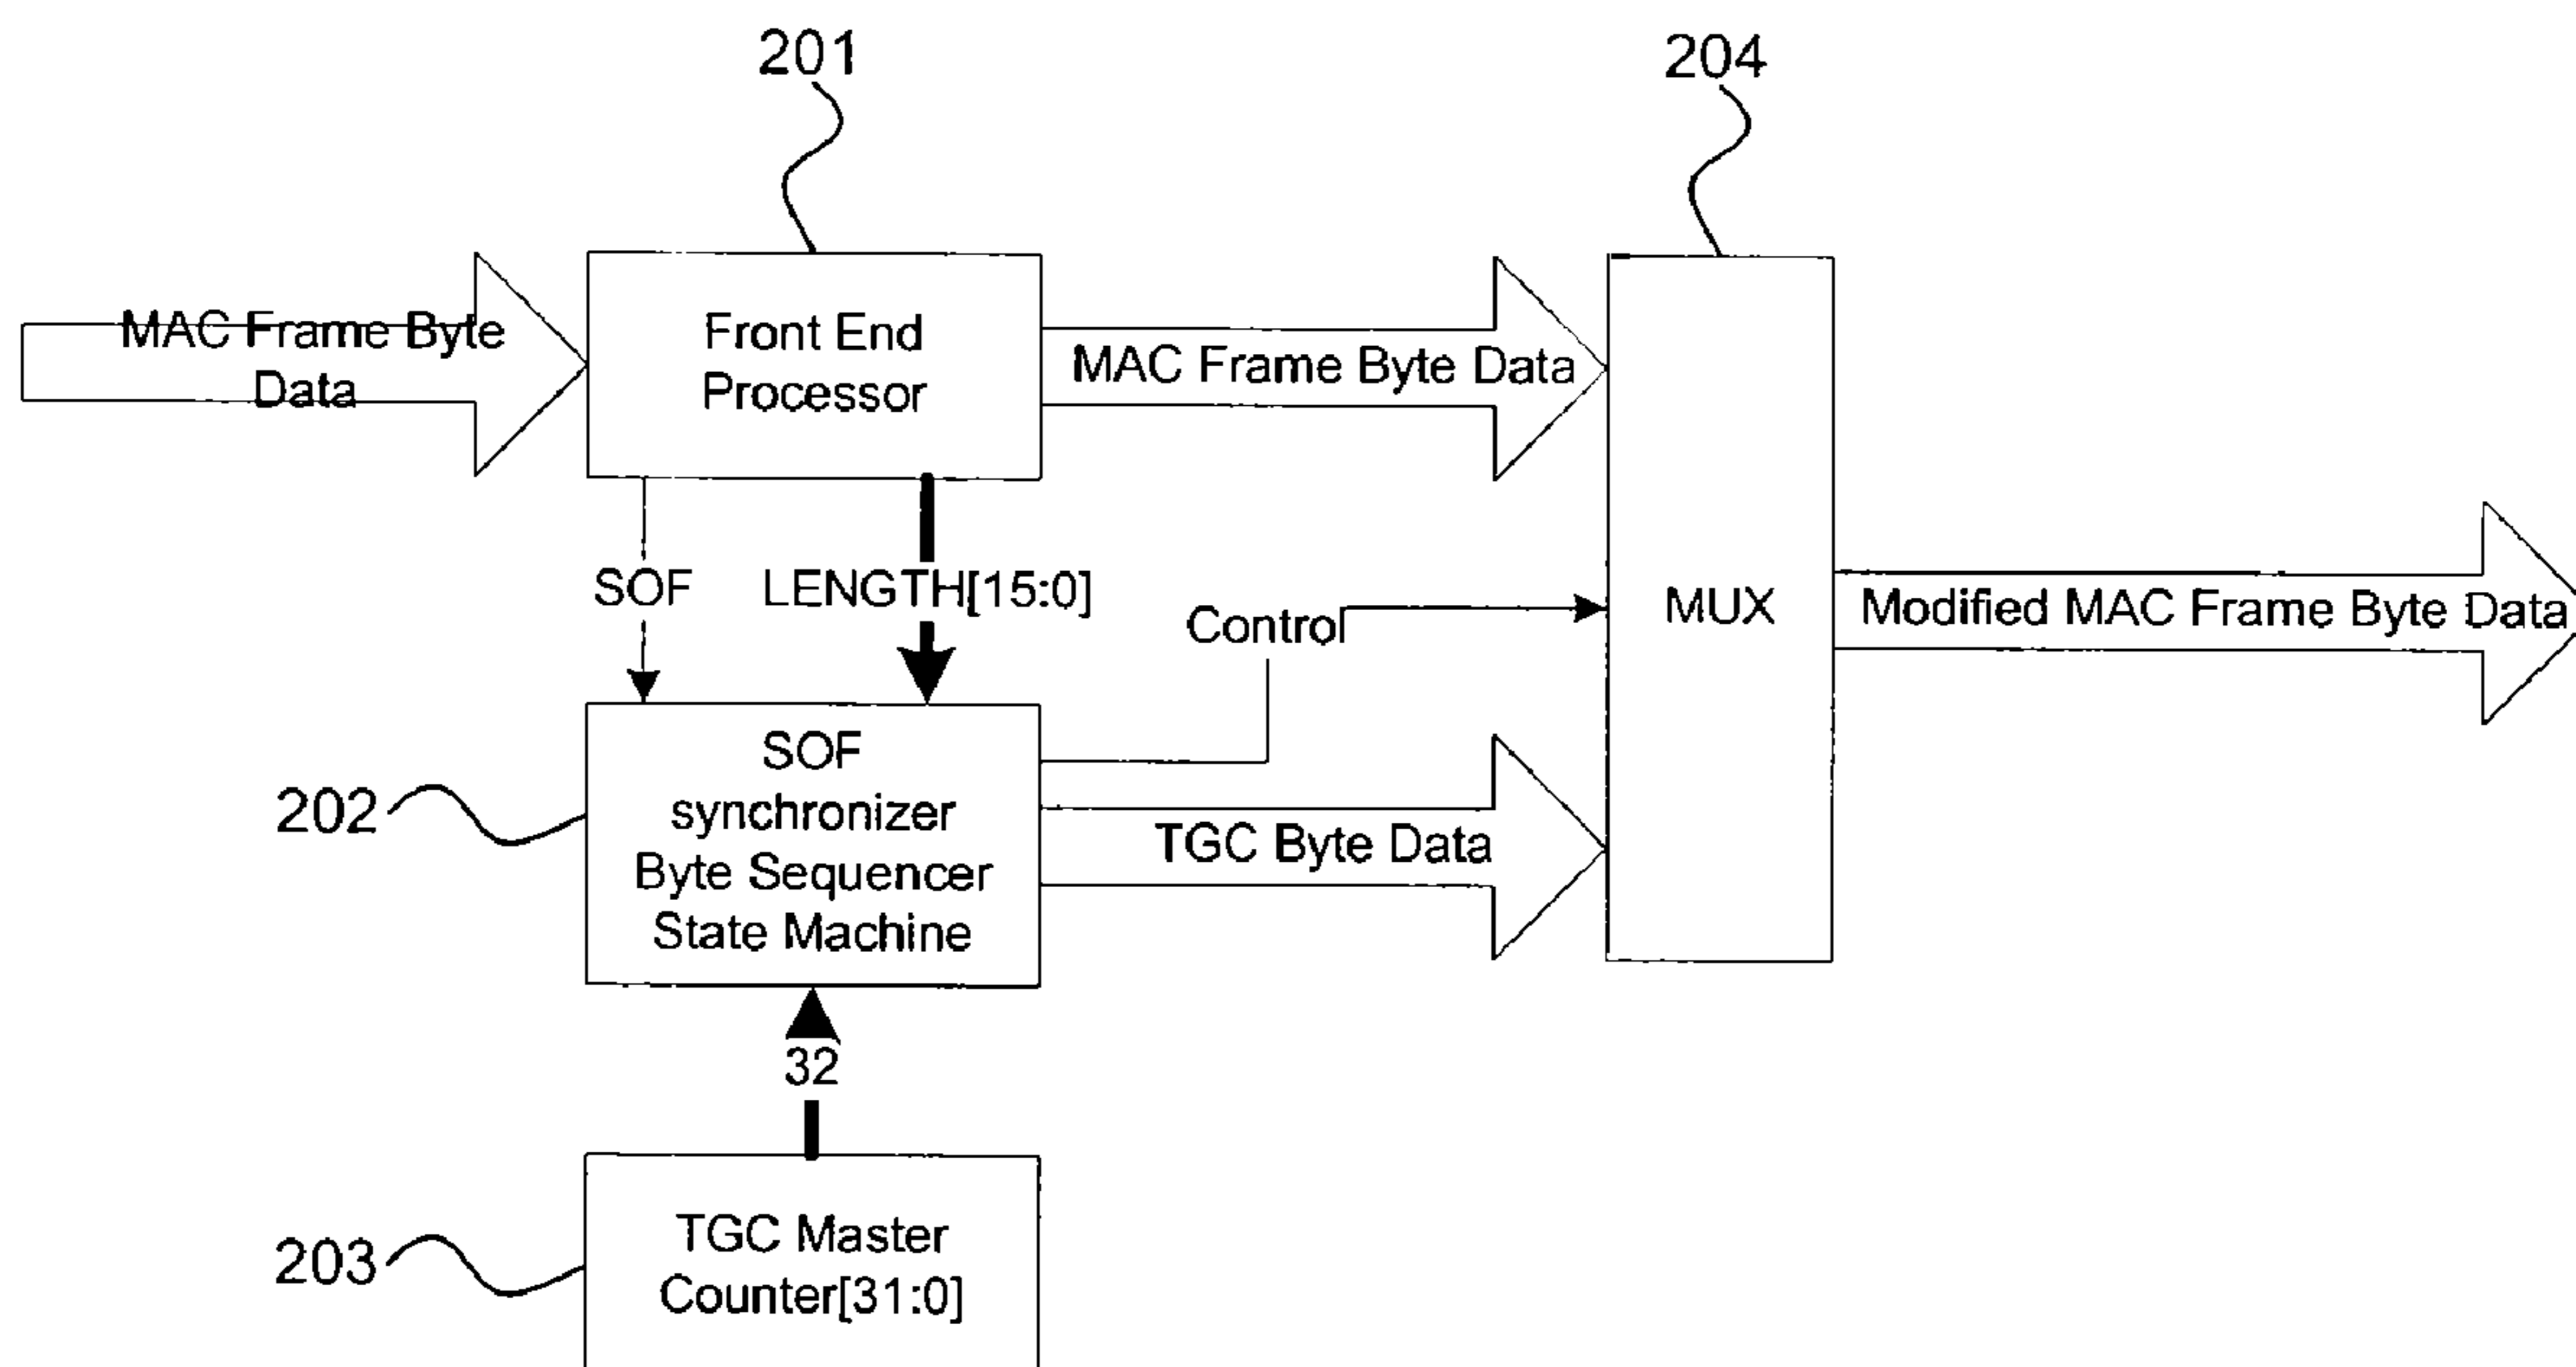 201
204
MAC Frame Byte
Data
Front End
Processor
MAC Frame Byte Data
SOF
LENGTH[15:0]
Control
MUX
Modified MAC Frame Byte Data
202
SOF
synchronizer
Byte Sequencer
State Machine
TGC Byte Data
32
203
TGC Master
Counter[31:0]